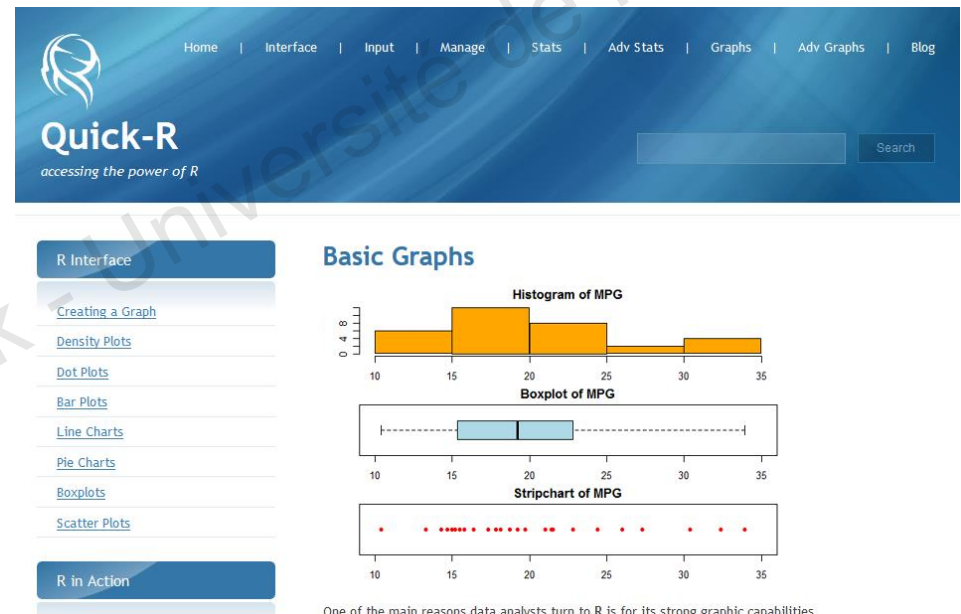 Home | Interface | Input | Manage | Stats | Adv Stats | Graphs | Adv Graphs | Blog
Quick-R
accessing the power of R
Search
R Interface
Creating a Graph
Density Plots
Dot Plots
Bar Plots
Line Charts
Pie Charts
Boxplots
Scatter Plots
R in Action
Basic Graphs
Histogram of MPG
0 4 8
10 15 20 25 30 35
Boxplot of MPG
10 15 20 25 30 35
Stripchart of MPG
10 15 20 25 30 35
One of the main reasons data analysts turn to R is for its strong graphic capabilities.
- Universite de